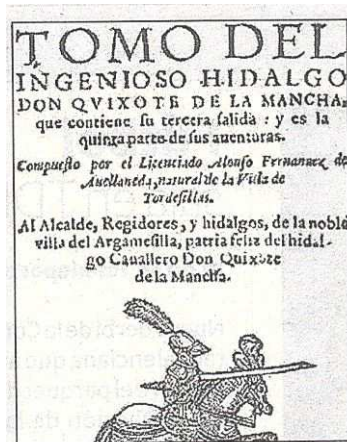 TOMO DEL
INGENIOSO HIDALGO
DON QVIXOTE DE LA MANCHA,
que contiene ſu tercera ſalida : y es la
quinta parte de ſus auenturas.
Compueſto por el Licenciado Alonſo Fernandez de
Auellaneda, natural de la Villa de
Tordeſillas.
Al Alcalde, Regidores, y hidalgos, de la noble
villa del Argameſilla, patria feliz del hidal-
go Cauallero Don Quixote
de la Mancha.